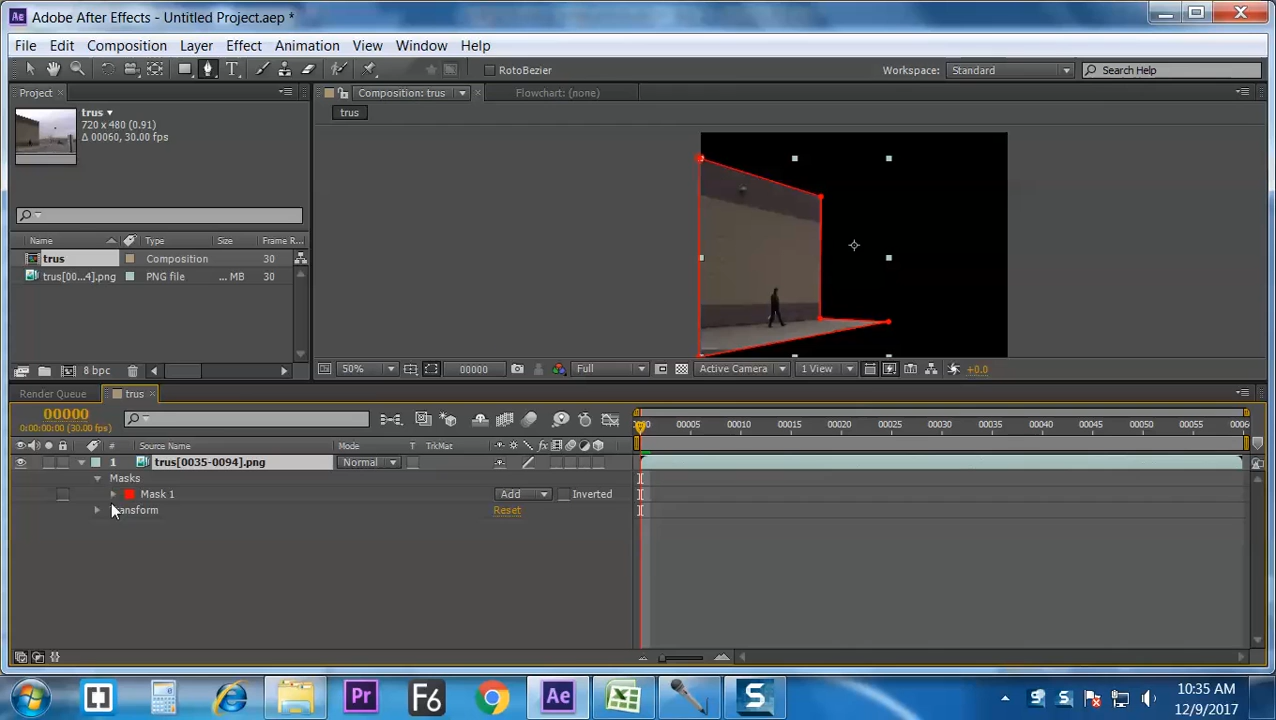 Adobe After Effects - Untitled Project.aep *
File Edit Composition Layer Effect Animation View Window Help
RotoBezier
Workspace: Standard
Search Help
Project
Composition: trus
Flowchart: (none)
trus
720 x 480 (0.91)
Δ 00060, 30.00 fps
trus
Name Type Size Frame R...
trus Composition 30
trus[00...4].png PNG file ... MB 30
8 bpc
50% 00000 Full Active Camera 1 View +0.0
Render Queue trus
00000
0:00:00:00 (30.00 fps)
00005 00010 00015 00020 00025 00030 00035 00040 00045 00050 00055 0006
# Source Name Mode T TrkMat
1 trus[0035-0094].png Normal
Masks
Mask 1 Add Inverted
Transform Reset
Pr F6 Ae S
10:35 AM
12/9/2017